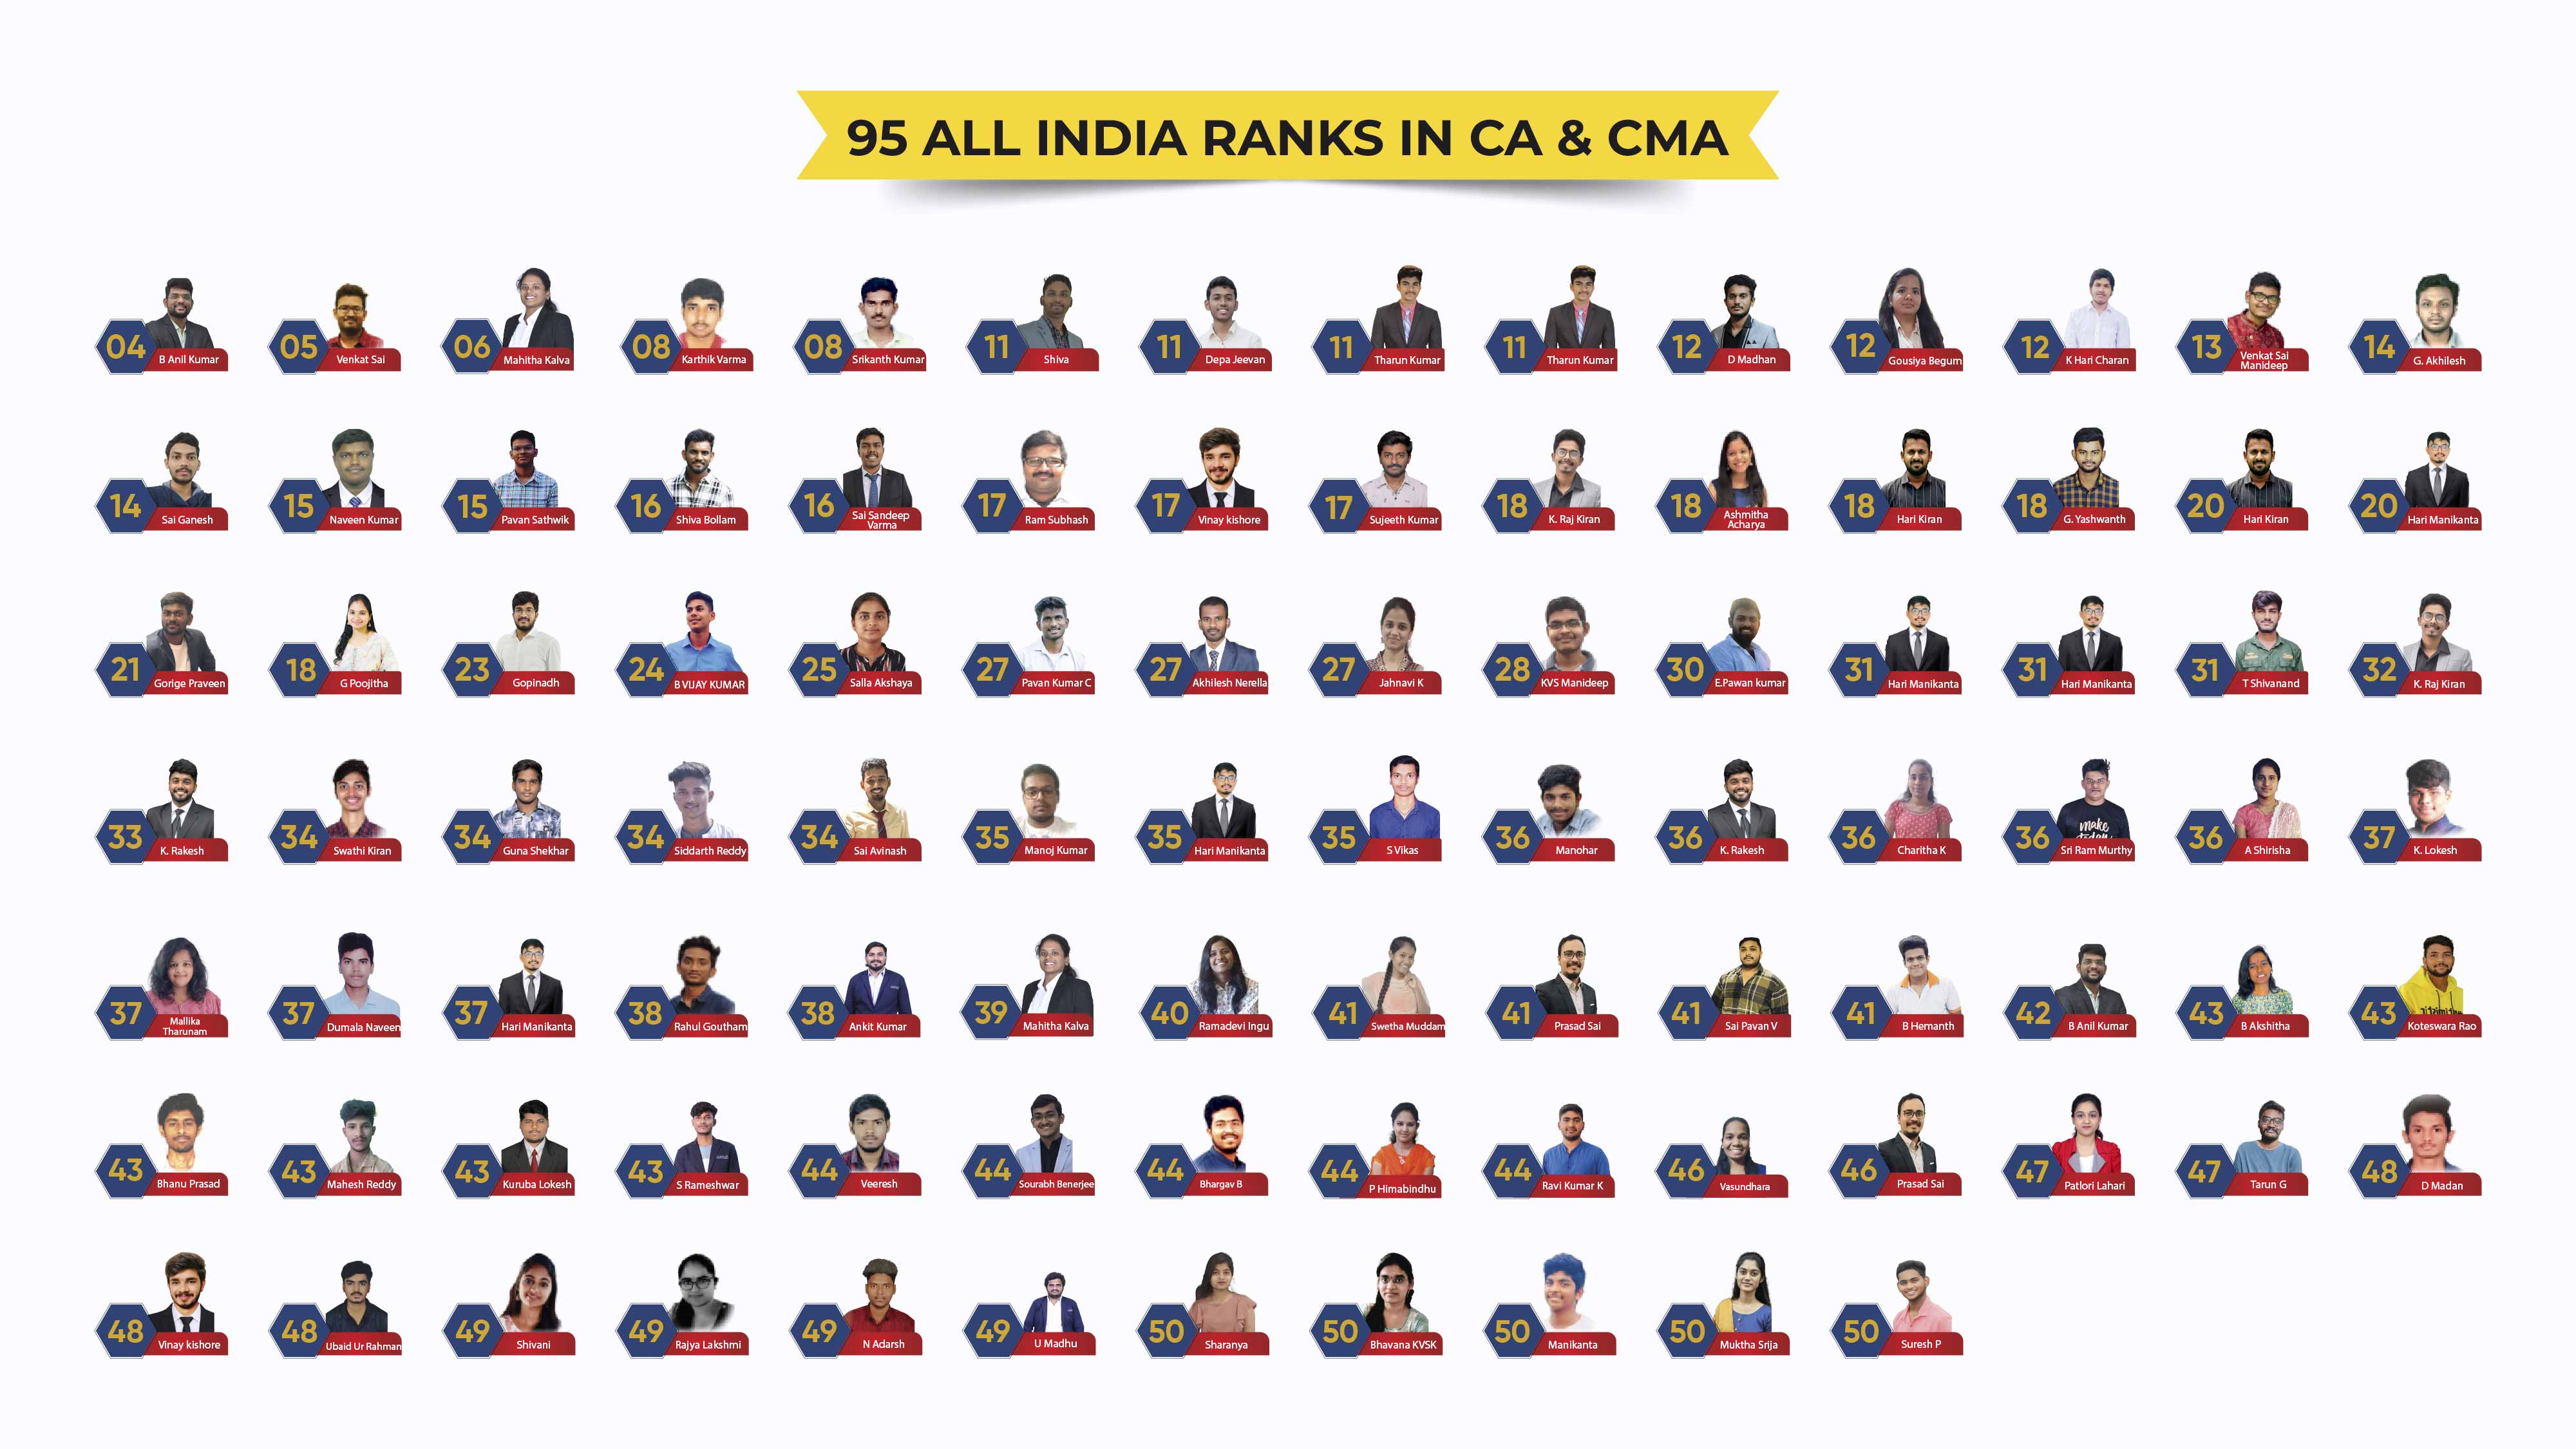 95 ALL INDIA RANKS IN CA & CMA
04 B Anil Kumar
05 Venkat Sai
06 Mahitha Kalva
08 Karthik Varma
08 Srikanth Kumar
11 Shiva
11 Depa Jeevan
11 Tharun Kumar
11 Tharun Kumar
12 D Madhan
12 Gousiya Begum
12 K Hari Charan
13 Venkat Sai
Manideep
14 G. Akhilesh
14 Sai Ganesh
15 Naveen Kumar
15 Pavan Sathwik
16 Shiva Bollam
16 Sai Sandeep
Varma
17 Ram Subhash
17 Vinay kishore
17 Sujeeth Kumar
18 K. Raj Kiran
18 Ashmitha
Acharya
18 Hari Kiran
18 G. Yashwanth
20 Hari Kiran
20 Hari Manikanta
21 Gorige Praveen
18 G Poojitha
23 Gopinadh
24 B VIJAY KUMAR
25 Salla Akshaya
27 Pavan Kumar C
27 Akhilesh Nerella
27 Jahnavi K
28 KVS Manideep
30 E.Pawan kumar
31 Hari Manikanta
31 Hari Manikanta
31 T Shivanand
32 K. Raj Kiran
33 K. Rakesh
34 Swathi Kiran
34 Guna Shekhar
34 Siddarth Reddy
34 Sai Avinash
35 Manoj Kumar
35 Hari Manikanta
35 S Vikas
36 Manohar
36 K. Rakesh
36 Charitha K
make
36 Sri Ram Murthy
36 A Shirisha
37 K. Lokesh
37 Mallika
Tharunam
37 Dumala Naveen
37 Hari Manikanta
38 Rahul Goutham
38 Ankit Kumar
39 Mahitha Kalva
40 Ramadevi Ingu
41 Swetha Muddam
41 Prasad Sai
41 Sai Pavan V
41 B Hemanth
42 B Anil Kumar
43 B Akshitha
43 Koteswara Rao
43 Bhanu Prasad
43 Mahesh Reddy
43 Kuruba Lokesh
43 S Rameshwar
44 Veeresh
44 Sourabh Benerjee
44 Bhargav B
44 P Himabindhu
44 Ravi Kumar K
46 Vasundhara
46 Prasad Sai
47 Patlori Lahari
47 Tarun G
48 D Madan
48 Vinay kishore
48 Ubaid Ur Rahman
49 Shivani
49 Rajya Lakshmi
49 N Adarsh
49 U Madhu
50 Sharanya
50 Bhavana KVSK
50 Manikanta
50 Muktha Srija
50 Suresh P